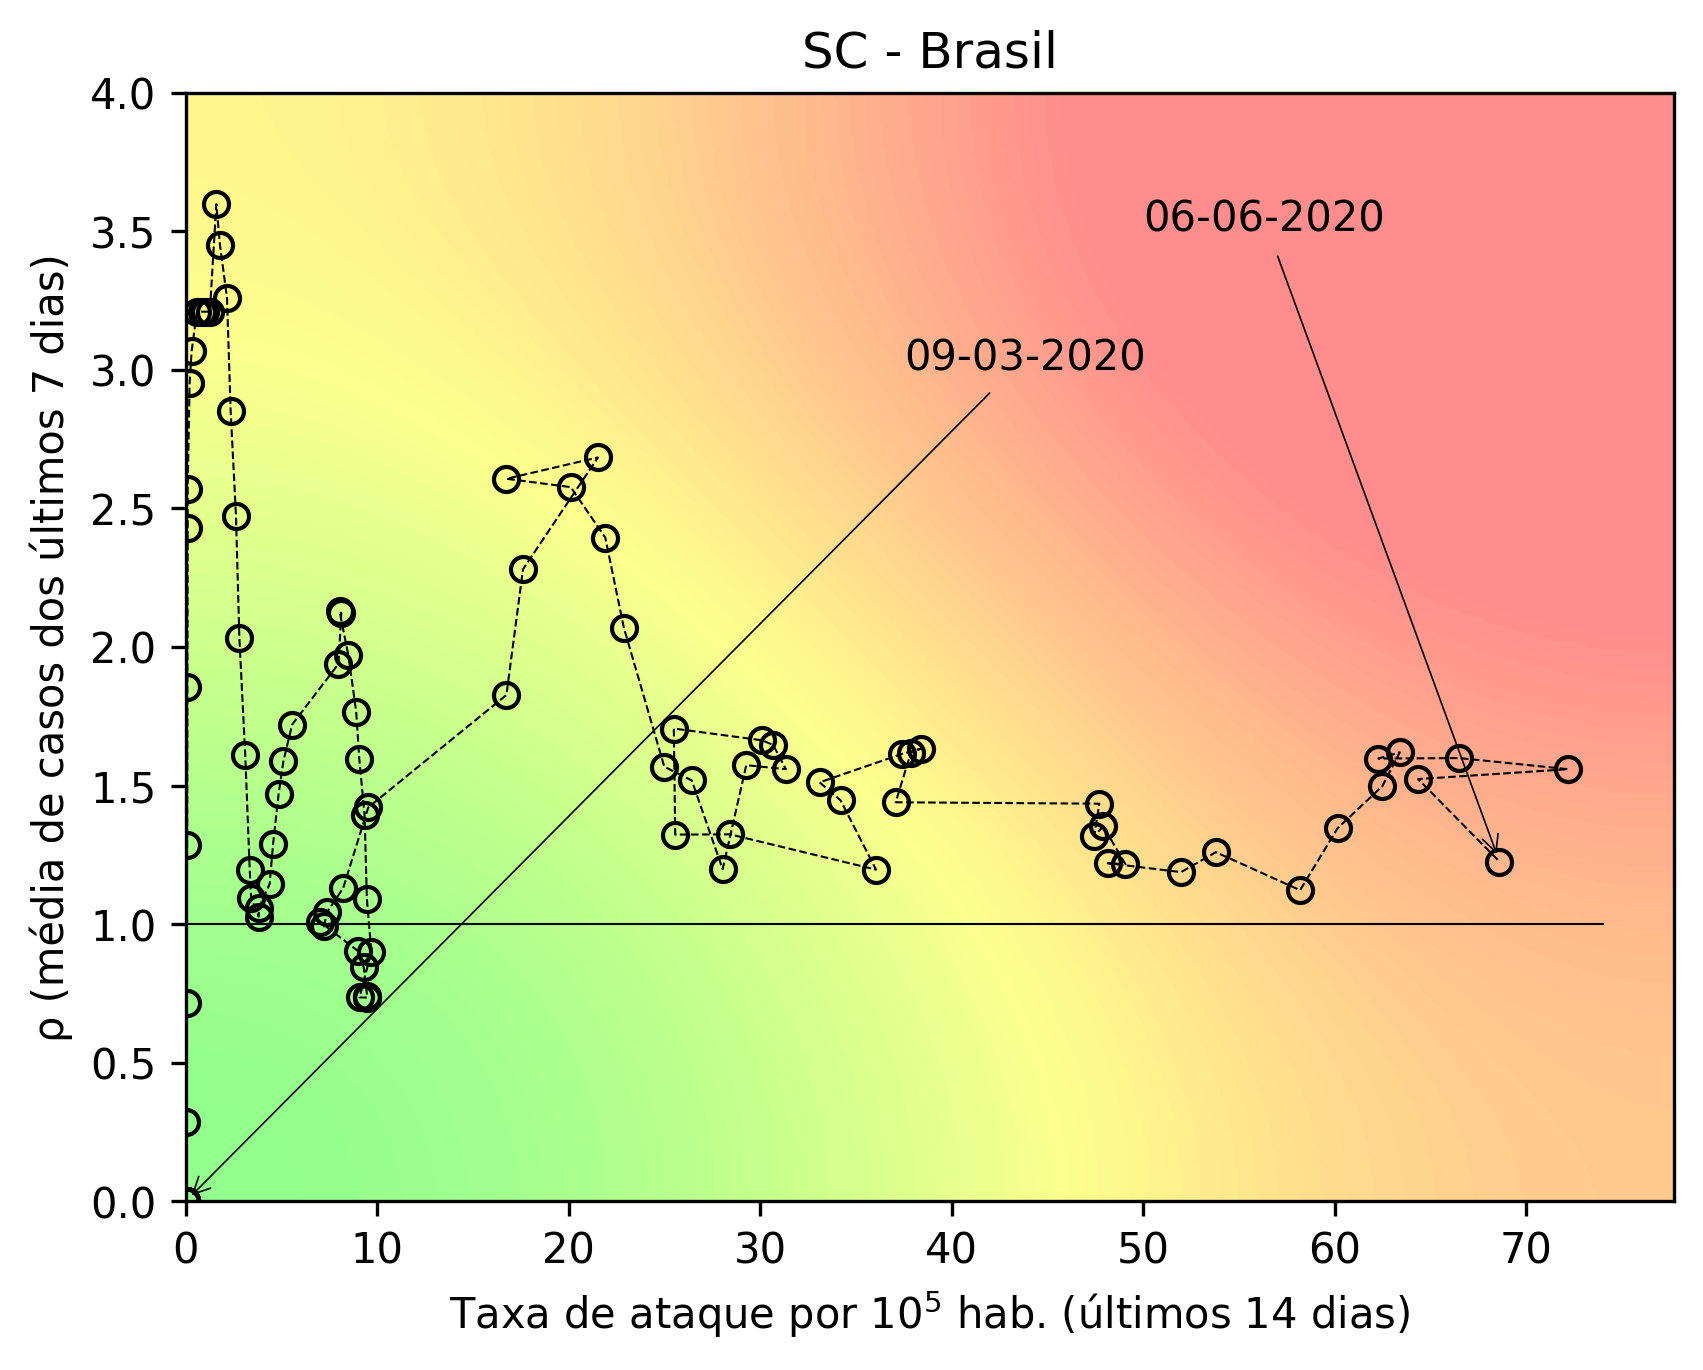 SC - Brasil
4.0
3.5
3.0
2.5
2.0
1.5
1.0
0.5
0.0
ρ (média de casos dos últimos 7 dias)
06-06-2020
09-03-2020
0 10 20 30 40 50 60 70
Taxa de ataque por 10⁵ hab. (últimos 14 dias)